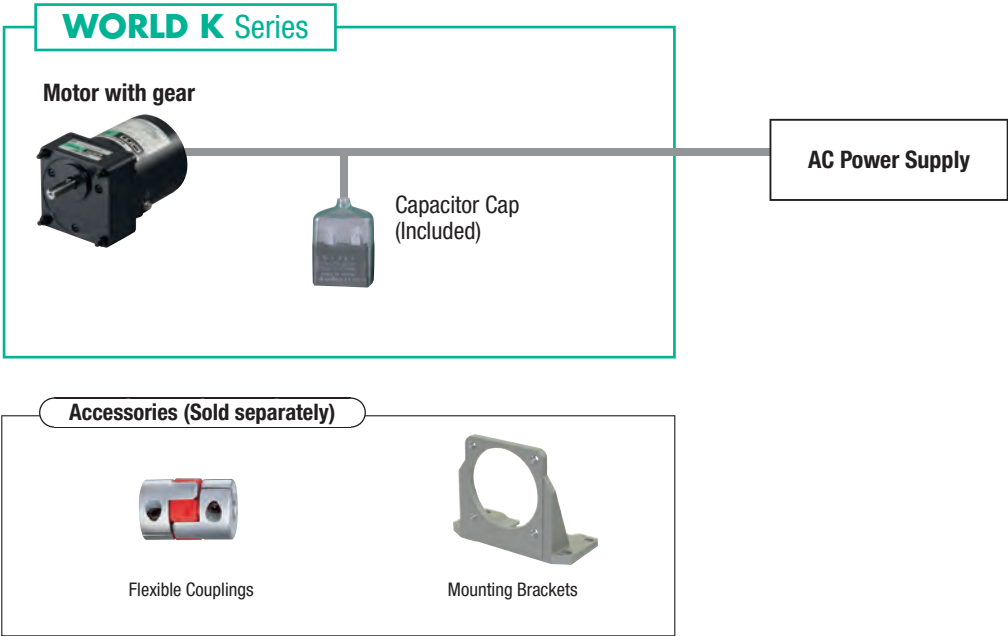 WORLD K Series
Motor with gear
AC Power Supply
Capacitor Cap
(Included)
Accessories (Sold separately)
Flexible Couplings
Mounting Brackets